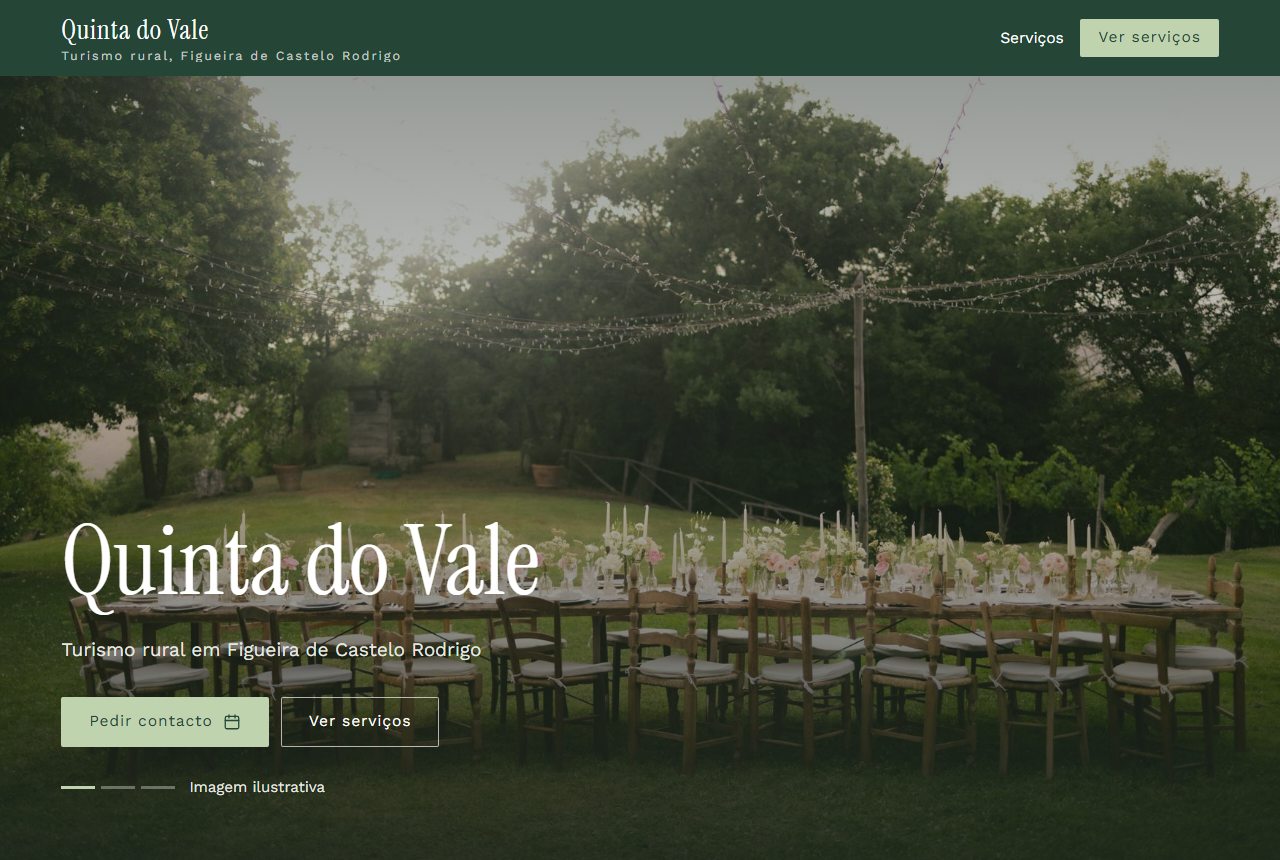 Quinta do Vale
Turismo rural, Figueira de Castelo Rodrigo
Serviços
Ver serviços
Quinta do Vale
Turismo rural em Figueira de Castelo Rodrigo
Pedir contacto
Ver serviços
Imagem ilustrativa